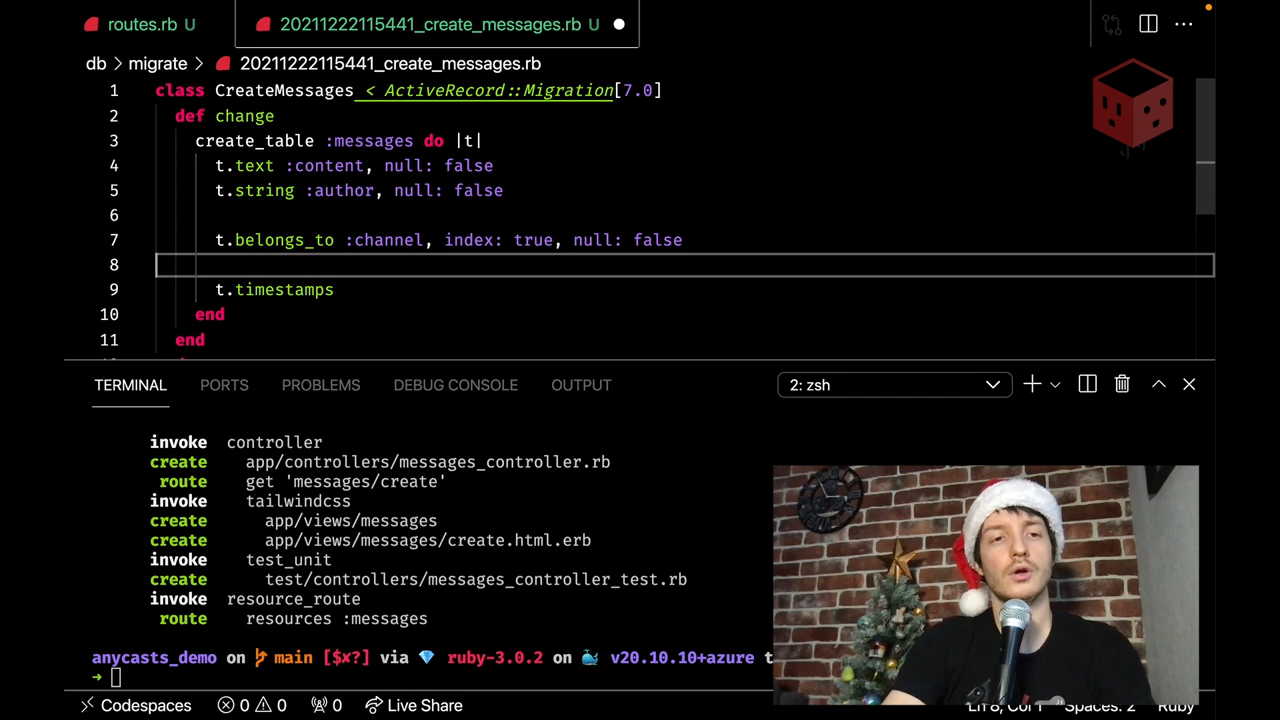 routes.rb U
20211222115441_create_messages.rb U
db > migrate > 20211222115441_create_messages.rb
1 class CreateMessages < ActiveRecord::Migration[7.0]
2 def change
3 create_table :messages do |t|
4 t.text :content, null: false
5 t.string :author, null: false
6
7 t.belongs_to :channel, index: true, null: false
8
9 t.timestamps
10 end
11 end
TERMINAL PORTS PROBLEMS DEBUG CONSOLE OUTPUT 2: zsh
invoke controller
create app/controllers/messages_controller.rb
route get 'messages/create'
invoke tailwindcss
create app/views/messages
create app/views/messages/create.html.erb
invoke test_unit
create test/controllers/messages_controller_test.rb
invoke resource_route
route resources :messages
anycasts_demo on main [$✘?] via 💎 ruby-3.0.2 on 🐳 v20.10.10+azure t
➜
Codespaces 0 0 0 Live Share Ln 8, Col 1 Spaces: 2 Ruby